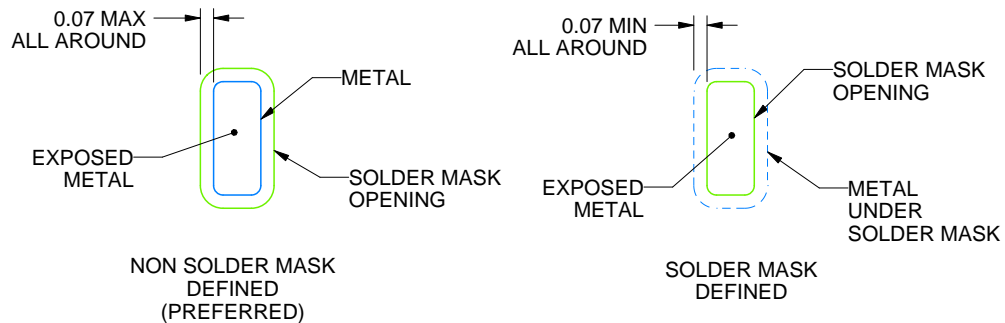 0.07 MAX
ALL AROUND
METAL
EXPOSED
METAL
SOLDER MASK
OPENING
NON SOLDER MASK
DEFINED
(PREFERRED)
0.07 MIN
ALL AROUND
SOLDER MASK
OPENING
EXPOSED
METAL
METAL
UNDER
SOLDER MASK
SOLDER MASK
DEFINED